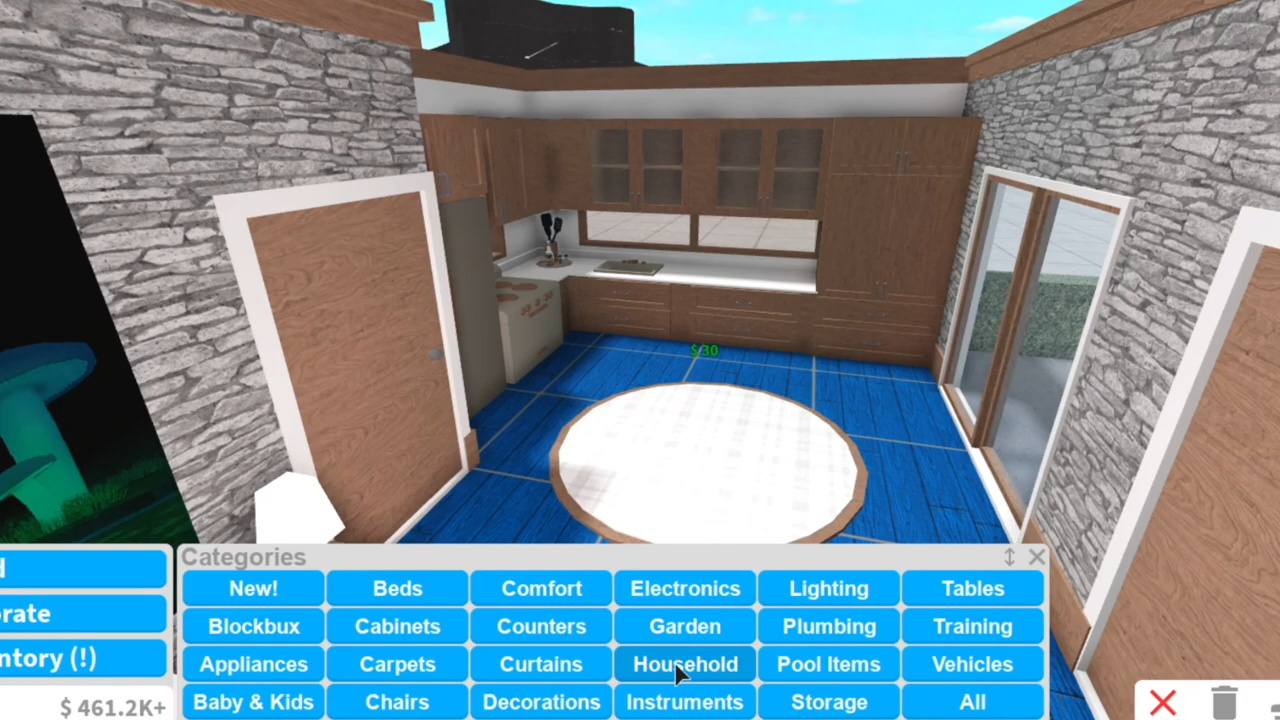 $ 30
Categories
New! Beds Comfort Electronics Lighting Tables
Blockbux Cabinets Counters Garden Plumbing Training
Appliances Carpets Curtains Household Pool Items Vehicles
Baby & Kids Chairs Decorations Instruments Storage All
d
orate
ntory (!)
$ 461.2K+